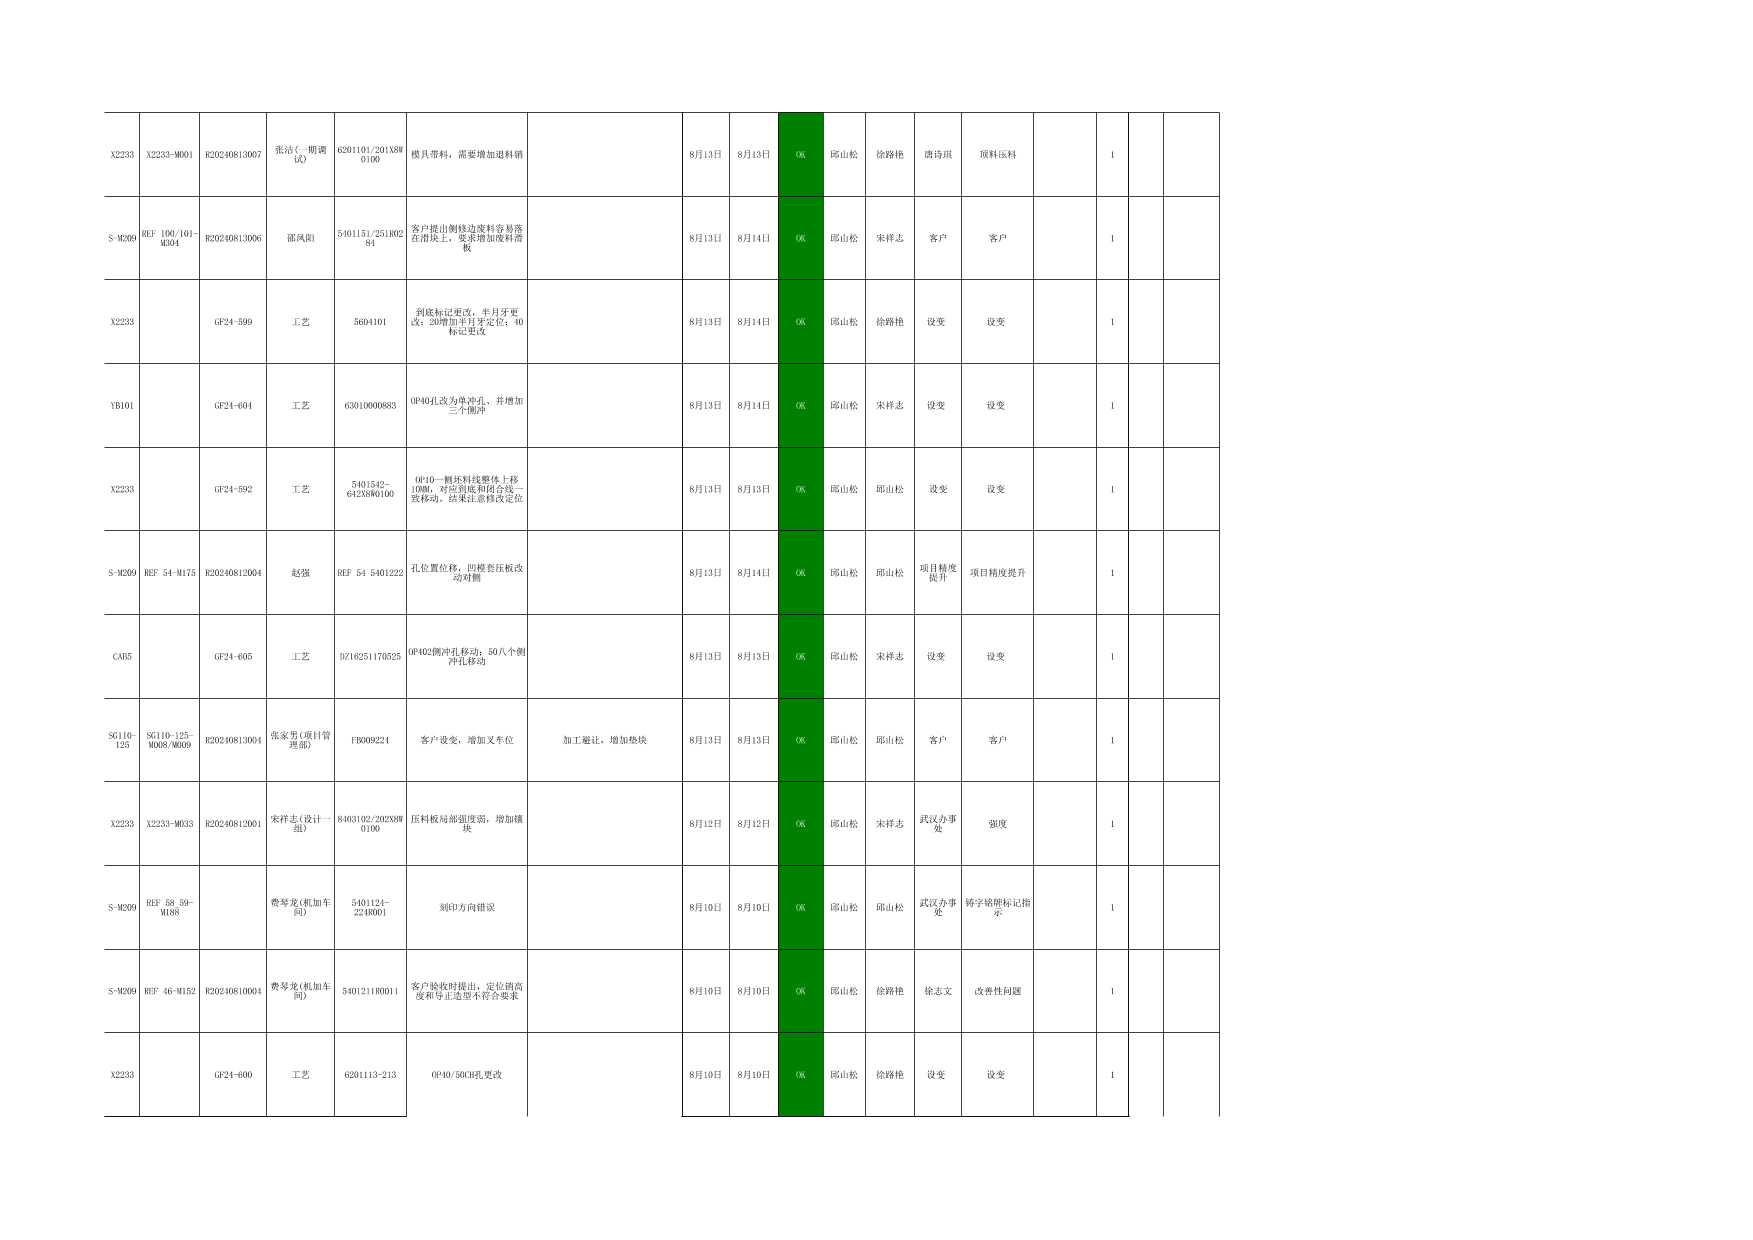 X2233 X2233-M001 R20240813007 张洁(一期调试) 6201101/201X8W0100 模具带料，需要增加退料销 8月13日 8月13日 OK 邱山松 徐路艳 唐诗琪 顶料压料 1
S-M209 REF 100/101-M304 R20240813006 邵凤阳 5401151/251R0284 客户提出侧修边废料容易落在滑块上，要求增加废料滑板 8月13日 8月14日 OK 邱山松 宋祥志 客户 客户 1
X2233 GF24-599 工艺 5604101 到底标记更改，半月牙更改；20增加半月牙定位；40标记更改 8月13日 8月14日 OK 邱山松 徐路艳 设变 设变 1
YB101 GF24-604 工艺 63010000883 OP40孔改为单冲孔、并增加三个侧冲 8月13日 8月14日 OK 邱山松 宋祥志 设变 设变 1
X2233 GF24-592 工艺 5401542-642X8W0100 OP10一侧坯料线整体上移10MM，对应到底和闭合线一致移动。结果注意修改定位 8月13日 8月13日 OK 邱山松 邱山松 设变 设变 1
S-M209 REF 54-M175 R20240812004 赵强 REF 54 5401222 孔位置位移，凹模套压板改动对侧 8月13日 8月14日 OK 邱山松 邱山松 项目精度提升 项目精度提升 1
CAB5 GF24-605 工艺 DZ16251170525 OP402侧冲孔移动；50八个侧冲孔移动 8月13日 8月13日 OK 邱山松 宋祥志 设变 设变 1
SG110-125 SG110-125-M008/M009 R20240813004 张家男(项目管理部) FB009224 客户设变，增加叉车位 加工避让，增加垫块 8月13日 8月13日 OK 邱山松 邱山松 客户 客户 1
X2233 X2233-M033 R20240812001 宋祥志(设计一组) 8403102/202X8W0100 压料板局部强度弱，增加镶块 8月12日 8月12日 OK 邱山松 宋祥志 武汉办事处 强度 1
S-M209 REF 58 59-M188 费琴龙(机加车间) 5401124-224R001 刻印方向错误 8月10日 8月10日 OK 邱山松 邱山松 武汉办事处 铸字铭牌标记指示 1
S-M209 REF 46-M152 R20240810004 费琴龙(机加车间) 5401211R0011 客户验收时提出，定位销高度和导正造型不符合要求 8月10日 8月10日 OK 邱山松 徐路艳 徐志文 改善性问题 1
X2233 GF24-600 工艺 6201113-213 OP40/50CH孔更改 8月10日 8月10日 OK 邱山松 徐路艳 设变 设变 1